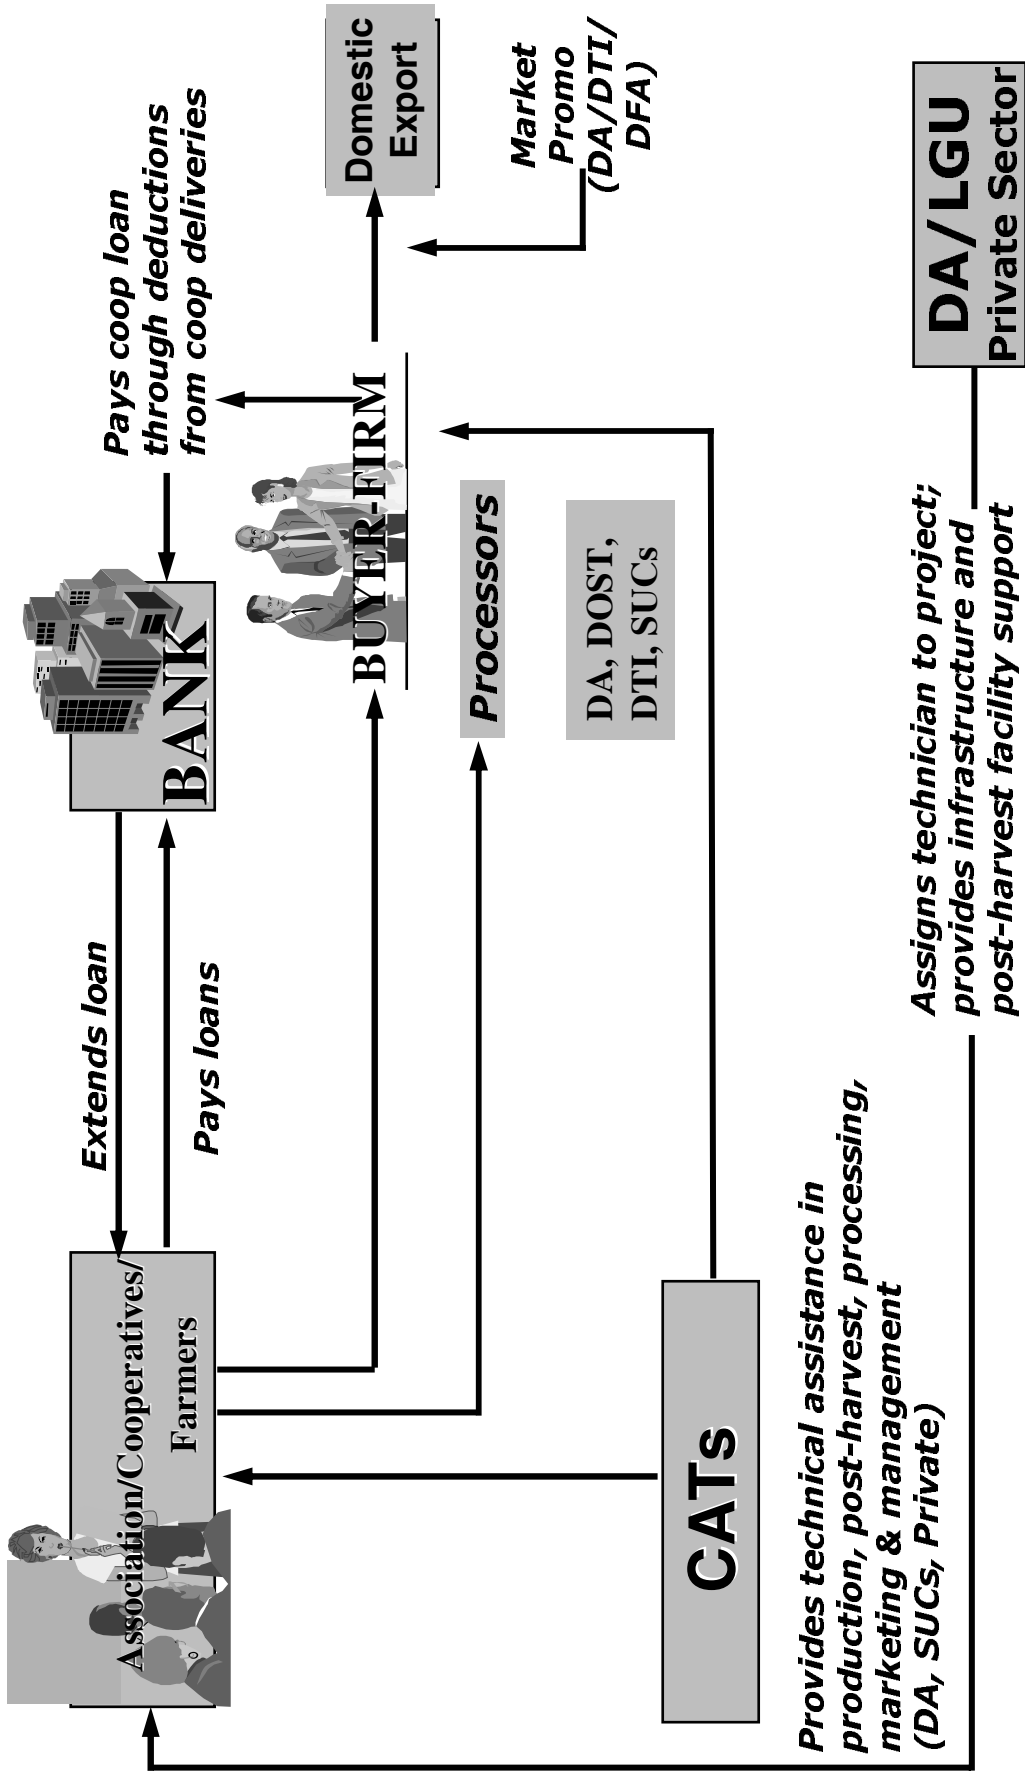 Association/Cooperatives/
Farmers
Extends loan
Pays loans
BANK
Pays coop loan
through deductions
from coop deliveries
BUYER-FIRM
Domestic
Export
Market
Promo
(DA/DTI/
DFA)
Processors
DA, DOST,
DTI, SUCs
CATs
Provides technical assistance in
production, post-harvest, processing,
marketing & management
(DA, SUCs, Private)
Assigns technician to project;
provides infrastructure and
post-harvest facility support
DA/LGU
Private Sector